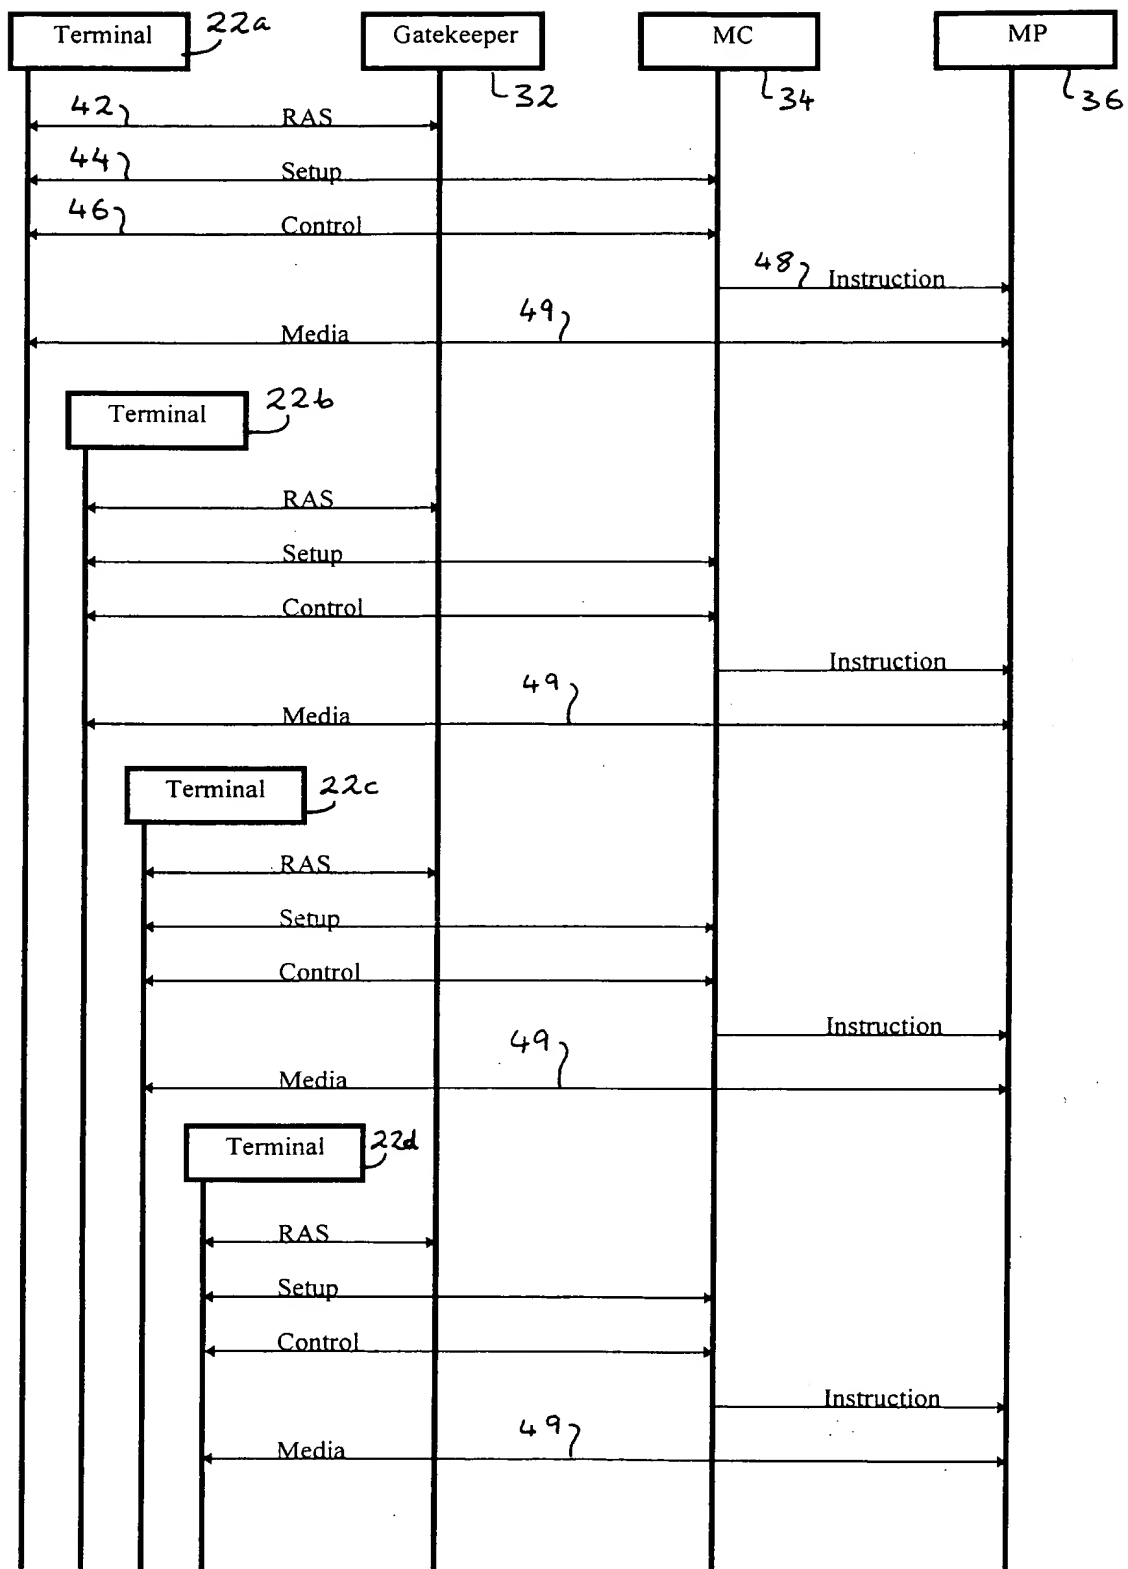 Terminal 22a Gatekeeper MC MP
32 34 36
42 RAS
44 Setup
46 Control
48 Instruction
49
Media
Terminal 22b
RAS
Setup
Control
Instruction
49
Media
Terminal 22c
RAS
Setup
Control
Instruction
49
Media
Terminal 22d
RAS
Setup
Control
Instruction
49
Media